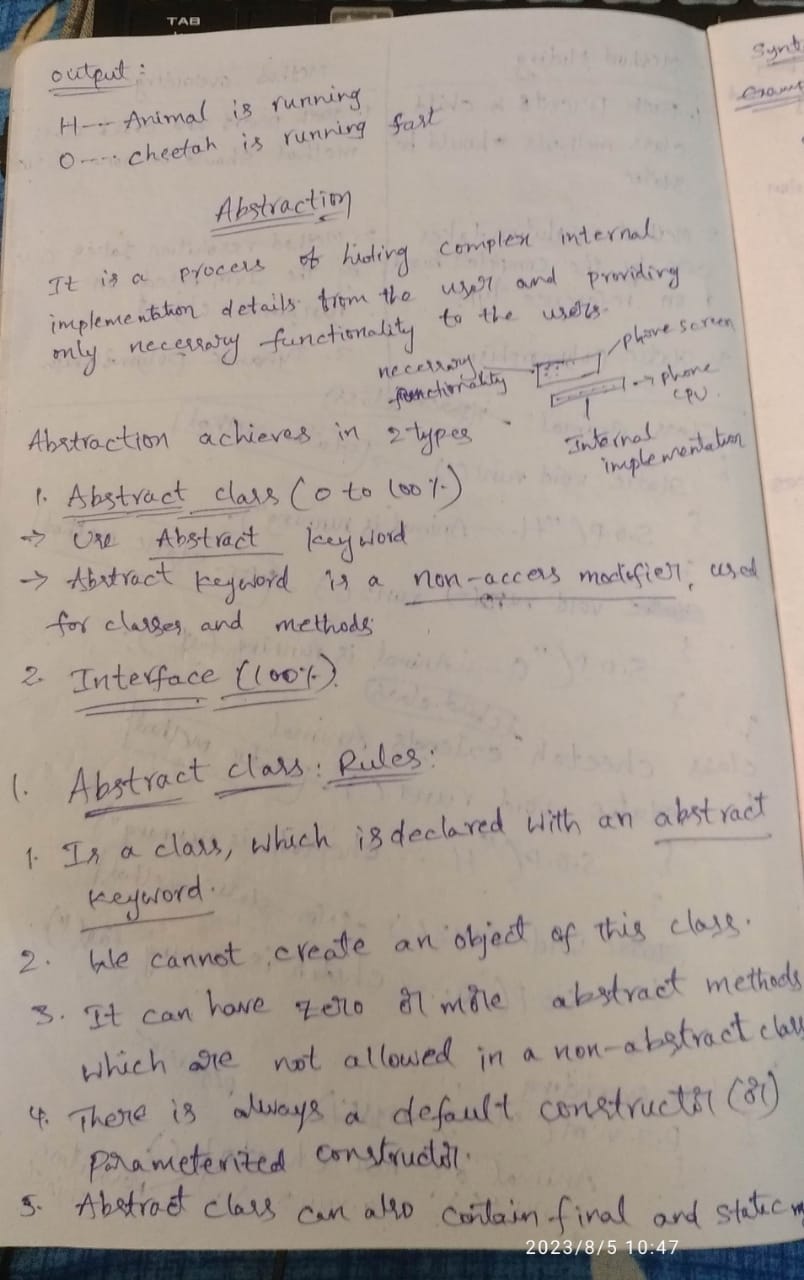 TAB
output:
H--- Animal is running
O---- cheetah is running fast
Abstraction
It is a process of hiding complex internal
implementation details from the user and providing
only necessary functionality to the users.
necessary
functionality
phone screen
phone
CPU.
Internal
implementation
Abstraction achieves in 2 types
1. Abstract class (0 to 100%)
⇒ Use Abstract keyword
→ Abstract keyword is a non-access modifier, used
for classes and methods
2. Interface (100%)
1. Abstract class: Rules:
1. Is a class, which is declared with an abstract
keyword.
2. We cannot create an object of this class.
3. It can have zero or more abstract methods
which are not allowed in a non-abstract class
4. There is always a default constructor (or)
parameterized constructor.
5. Abstract class can also contain final and static m
2023/8/5 10:47